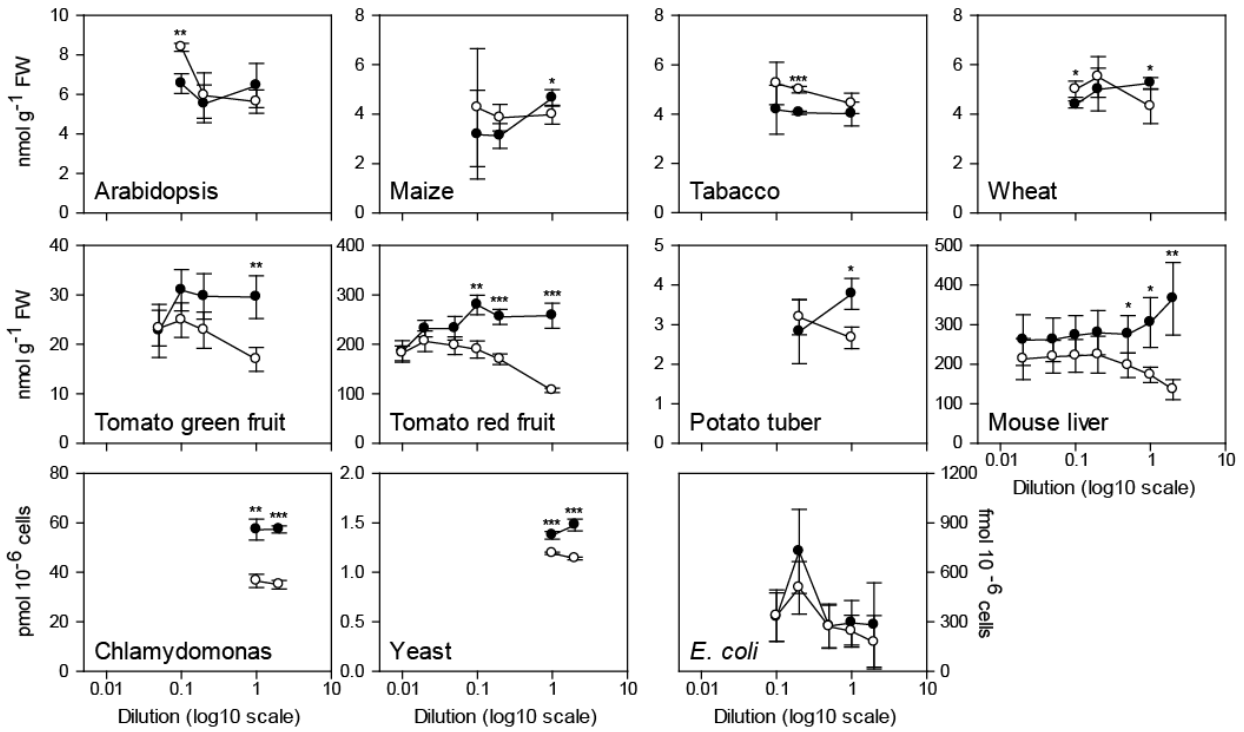 10 8 8 8
** * *** * *
8 6 6 6
6 4 4 4
4 2 2 2
2
0 0 0 0
nmol g⁻¹ FW
Arabidopsis Maize Tabacco Wheat
40 400 5 500
** ** *** *** * * * **
30 300 4 400
20 200 3 300
10 100 2 200
1 100
0 0 0 0
nmol g⁻¹ FW
Tomato green fruit Tomato red fruit Potato tuber Mouse liver
0.01 0.1 1 10
Dilution (log10 scale)
80 2.0 1200
** *** *** ***
60 1.5 900
40 1.0 600
20 0.5 300
0 0.0 0
pmol 10⁻⁶ cells
fmol 10⁻⁶ cells
Chlamydomonas Yeast E. coli
0.01 0.1 1 10 0.01 0.1 1 10 0.01 0.1 1 10
Dilution (log10 scale) Dilution (log10 scale) Dilution (log10 scale)